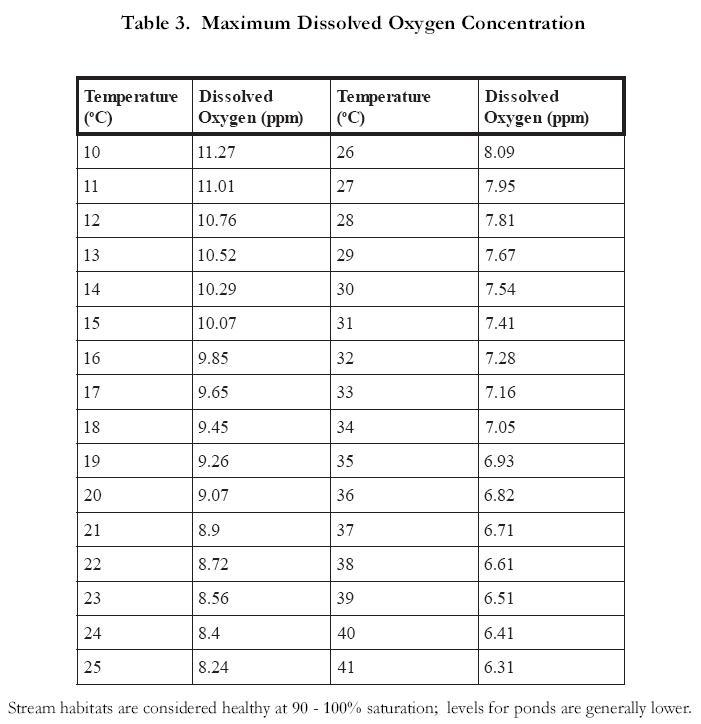 Table 3. Maximum Dissolved Oxygen Concentration
Temperature (ºC) Dissolved Oxygen (ppm) Temperature (ºC) Dissolved Oxygen (ppm)
10 11.27 26 8.09
11 11.01 27 7.95
12 10.76 28 7.81
13 10.52 29 7.67
14 10.29 30 7.54
15 10.07 31 7.41
16 9.85 32 7.28
17 9.65 33 7.16
18 9.45 34 7.05
19 9.26 35 6.93
20 9.07 36 6.82
21 8.9 37 6.71
22 8.72 38 6.61
23 8.56 39 6.51
24 8.4 40 6.41
25 8.24 41 6.31
Stream habitats are considered healthy at 90 - 100% saturation; levels for ponds are generally lower.